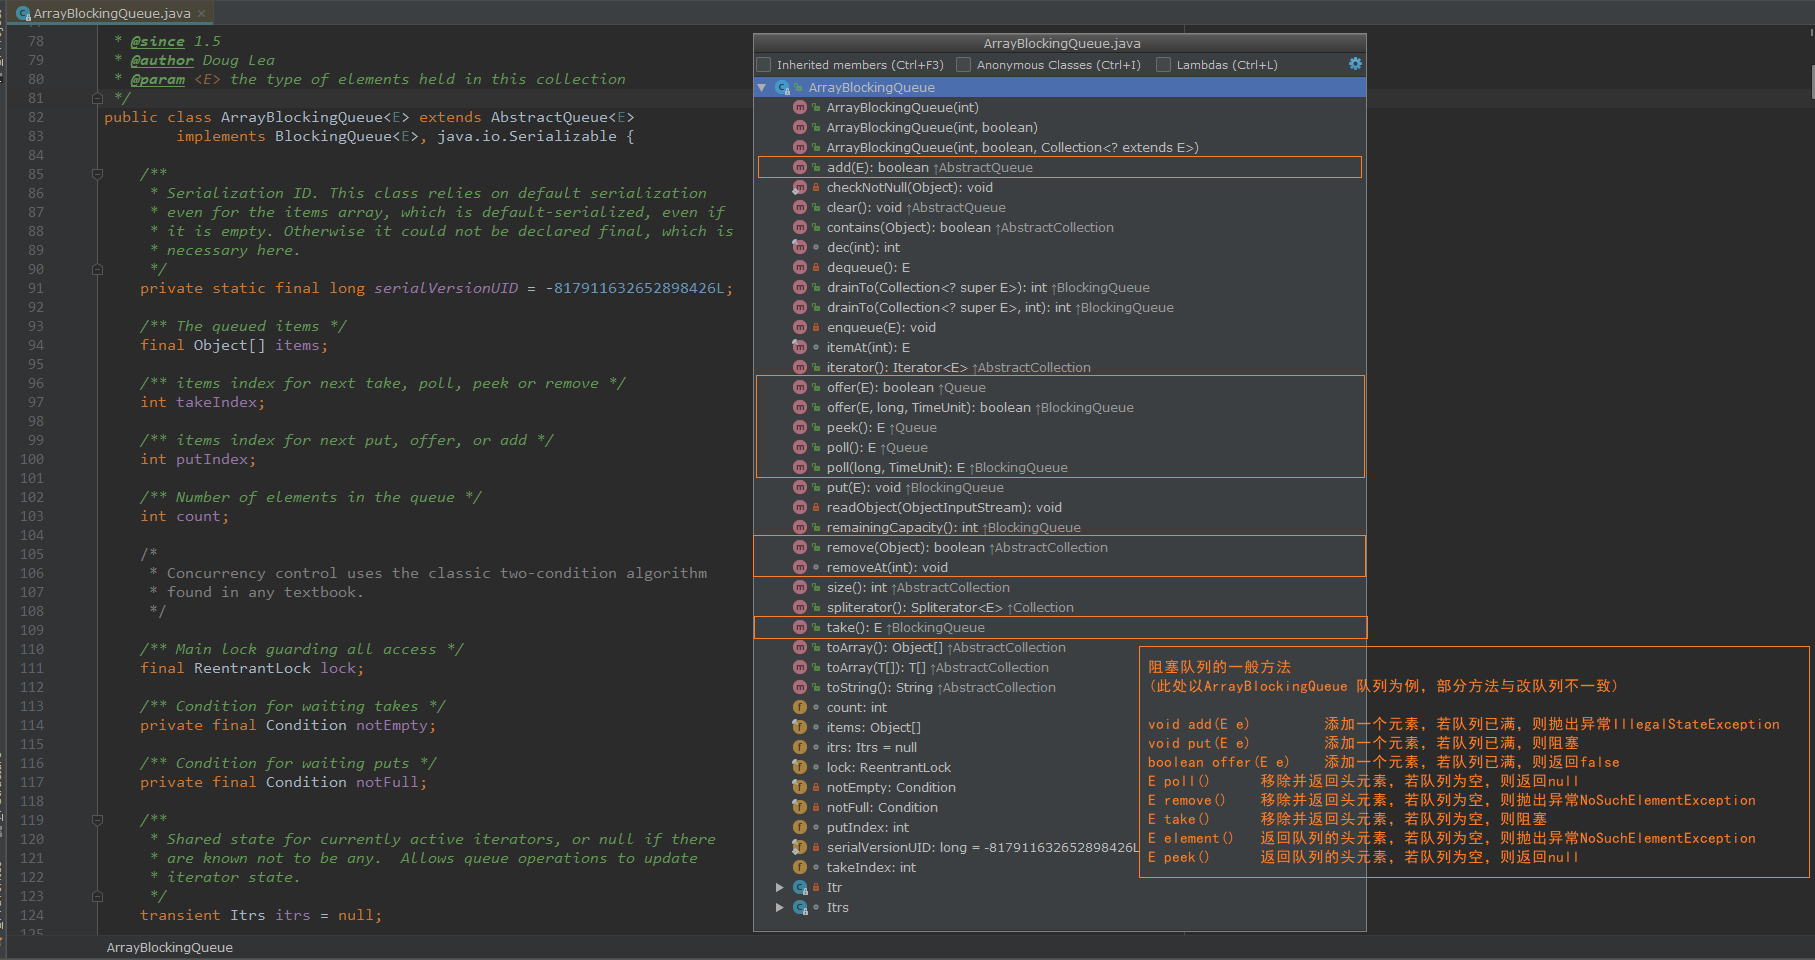 ArrayBlockingQueue.java
78 * @since 1.5
79 * @author Doug Lea
80 * @param <E> the type of elements held in this collection
81 */
82 public class ArrayBlockingQueue<E> extends AbstractQueue<E>
83 implements BlockingQueue<E>, java.io.Serializable {
84
85 /**
86 * Serialization ID. This class relies on default serialization
87 * even for the items array, which is default-serialized, even if
88 * it is empty. Otherwise it could not be declared final, which is
89 * necessary here.
90 */
91 private static final long serialVersionUID = -817911632652898426L;
92
93 /** The queued items */
94 final Object[] items;
95
96 /** items index for next take, poll, peek or remove */
97 int takeIndex;
98
99 /** items index for next put, offer, or add */
100 int putIndex;
101
102 /** Number of elements in the queue */
103 int count;
104
105 /*
106 * Concurrency control uses the classic two-condition algorithm
107 * found in any textbook.
108 */
109
110 /** Main lock guarding all access */
111 final ReentrantLock lock;
112
113 /** Condition for waiting takes */
114 private final Condition notEmpty;
115
116 /** Condition for waiting puts */
117 private final Condition notFull;
118
119 /**
120 * Shared state for currently active iterators, or null if there
121 * are known not to be any.  Allows queue operations to update
122 * iterator state.
123 */
124 transient Itrs itrs = null;
125
ArrayBlockingQueue
ArrayBlockingQueue.java
Inherited members (Ctrl+F3) Anonymous Classes (Ctrl+I) Lambdas (Ctrl+L)
ArrayBlockingQueue
ArrayBlockingQueue(int)
ArrayBlockingQueue(int, boolean)
ArrayBlockingQueue(int, boolean, Collection<? extends E>)
add(E): boolean ↑AbstractQueue
checkNotNull(Object): void
clear(): void ↑AbstractQueue
contains(Object): boolean ↑AbstractCollection
dec(int): int
dequeue(): E
drainTo(Collection<? super E>): int ↑BlockingQueue
drainTo(Collection<? super E>, int): int ↑BlockingQueue
enqueue(E): void
itemAt(int): E
iterator(): Iterator<E> ↑AbstractCollection
offer(E): boolean ↑Queue
offer(E, long, TimeUnit): boolean ↑BlockingQueue
peek(): E ↑Queue
poll(): E ↑Queue
poll(long, TimeUnit): E ↑BlockingQueue
put(E): void ↑BlockingQueue
readObject(ObjectInputStream): void
remainingCapacity(): int ↑BlockingQueue
remove(Object): boolean ↑AbstractCollection
removeAt(int): void
size(): int ↑AbstractCollection
spliterator(): Spliterator<E> ↑Collection
take(): E ↑BlockingQueue
toArray(): Object[] ↑AbstractCollection
toArray(T[]): T[] ↑AbstractCollection
toString(): String ↑AbstractCollection
count: int
items: Object[]
itrs: Itrs = null
lock: ReentrantLock
notEmpty: Condition
notFull: Condition
putIndex: int
serialVersionUID: long = -817911632652898426L
takeIndex: int
Itr
Itrs
阻塞队列的一般方法
(此处以ArrayBlockingQueue 队列为例，部分方法与改队列不一致)
void add(E e) 添加一个元素，若队列已满，则抛出异常IllegalStateException
void put(E e) 添加一个元素，若队列已满，则阻塞
boolean offer(E e) 添加一个元素，若队列已满，则返回false
E poll() 移除并返回头元素，若队列为空，则返回null
E remove() 移除并返回头元素，若队列为空，则抛出异常NoSuchElementException
E take() 移除并返回头元素，若队列为空，则阻塞
E element() 返回队列的头元素，若队列为空，则抛出异常NoSuchElementException
E peek() 返回队列的头元素，若队列为空，则返回null